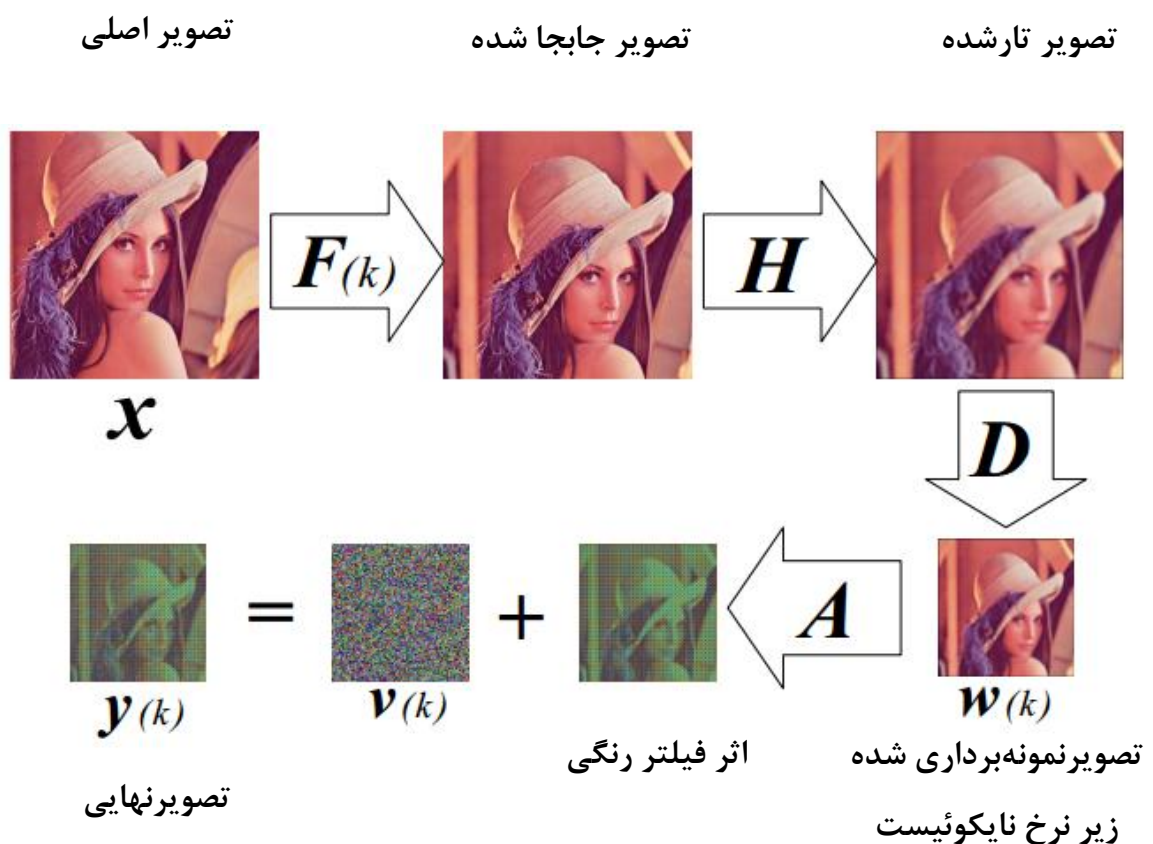 تصویر اصلی
تصویر جابجا شده
تصویر تارشده
F(k)
H
x
D
A
y(k)
=
v(k)
+
w(k)
اثر فیلتر رنگی
تصویرنمونه‌برداری شده
زیر نرخ نایکوئیست
تصویرنهایی